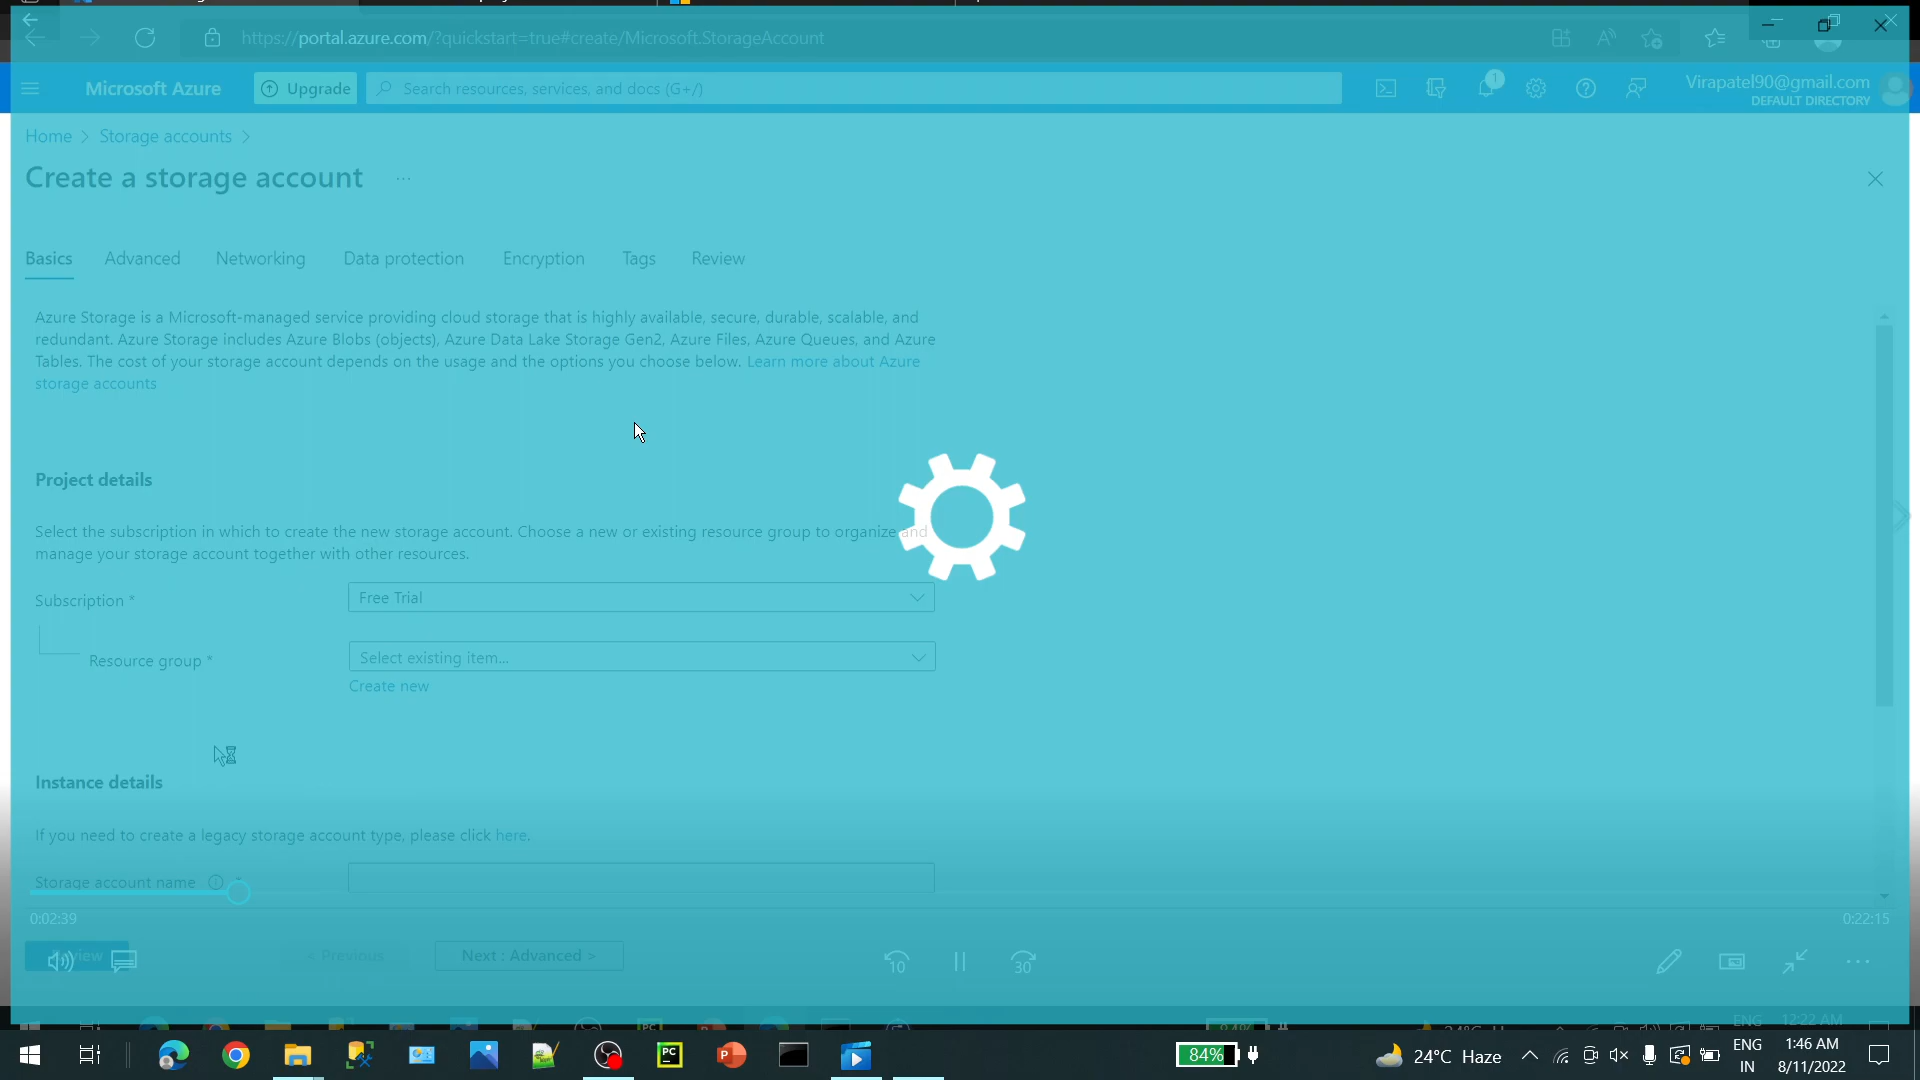 https://portal.azure.com/?quickstart=true#create/Microsoft.StorageAccount
Microsoft Azure
Upgrade
Search resources, services, and docs (G+/)
1
Virapatel90@gmail.com
DEFAULT DIRECTORY
Home > Storage accounts >
Create a storage account ...
Basics Advanced Networking Data protection Encryption Tags Review
Azure Storage is a Microsoft-managed service providing cloud storage that is highly available, secure, durable, scalable, and
redundant. Azure Storage includes Azure Blobs (objects), Azure Data Lake Storage Gen2, Azure Files, Azure Queues, and Azure
Tables. The cost of your storage account depends on the usage and the options you choose below. Learn more about Azure
storage accounts
Project details
Select the subscription in which to create the new storage account. Choose a new or existing resource group to organize and
manage your storage account together with other resources.
Subscription *
Free Trial
Resource group *
Select existing item...
Create new
Instance details
If you need to create a legacy storage account type, please click here.
Storage account name
0:02:39
0:22:15
< Previous
Next : Advanced >
10
30
ENG
12:22 AM
84%
24°C Haze
ENG
IN
1:46 AM
8/11/2022